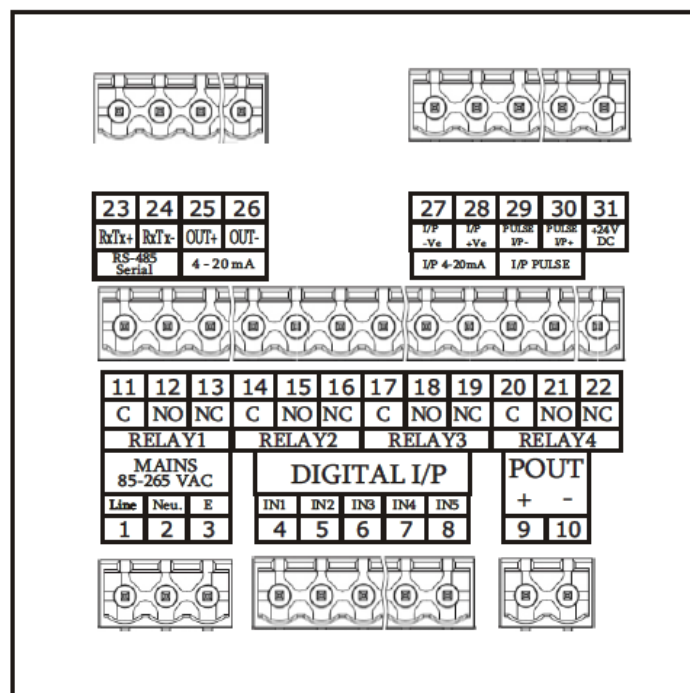 23 24 25 26
RxTx+ RxTx- OUT+ OUT-
RS-485 Serial 4 - 20 mA
27 28 29 30 31
I/P -Ve I/P +Ve PULSE I/P- PULSE I/P+ +24V DC
I/P 4-20mA I/P PULSE
11 12 13 14 15 16 17 18 19 20 21 22
C NO NC C NO NC C NO NC C NO NC
RELAY1 RELAY2 RELAY3 RELAY4
MAINS
85-265 VAC
Line Neu. E
1 2 3
DIGITAL I/P
IN1 IN2 IN3 IN4 IN5
4 5 6 7 8
POUT
+ -
9 10